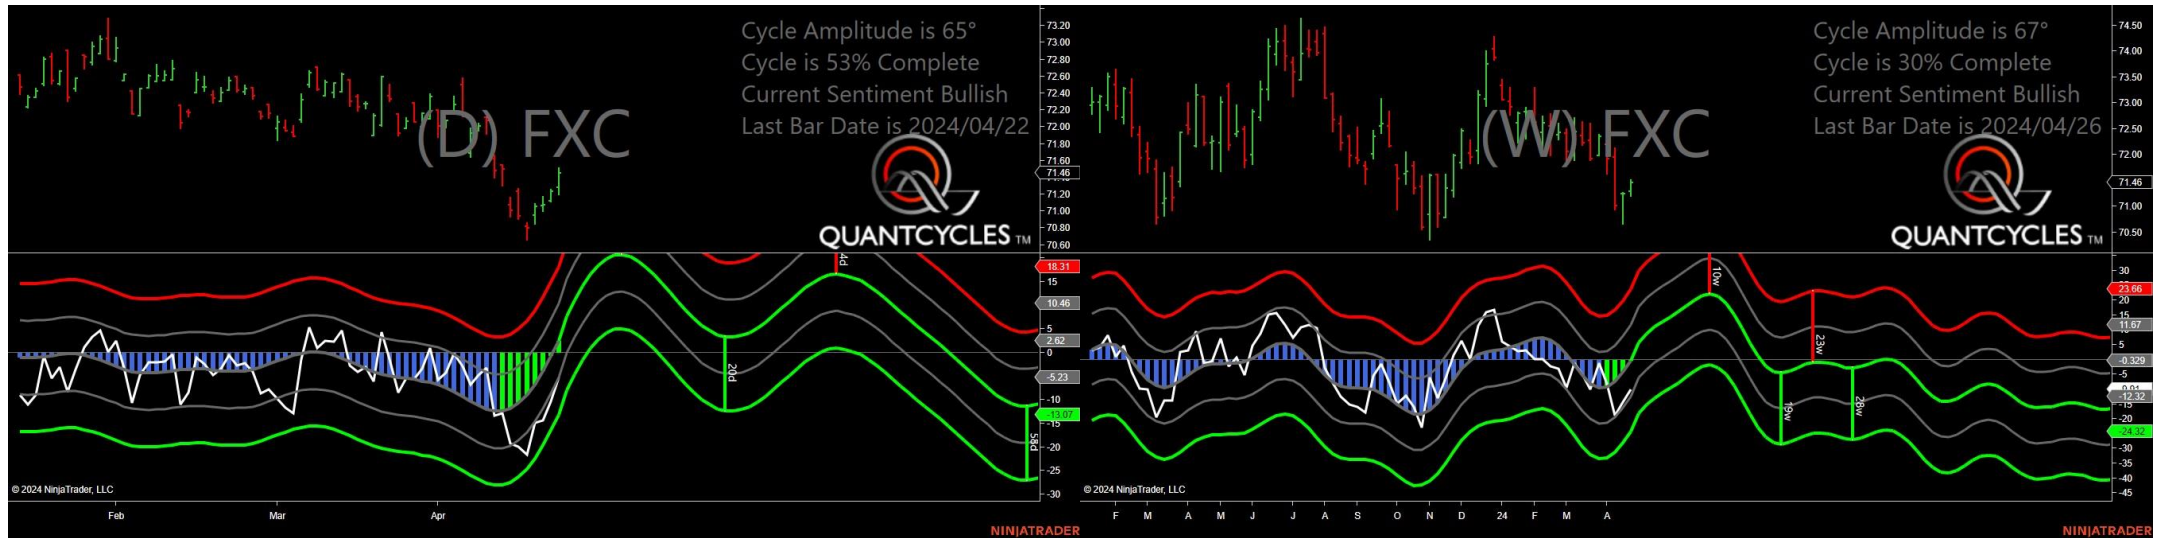 Cycle Amplitude is 65°
Cycle is 53% Complete
Current Sentiment Bullish
Last Bar Date is 2024/04/22
(D) FXC
QUANTCYCLES TM
73.20
73.00
72.80
72.60
72.40
72.20
72.00
71.80
71.60
71.46
71.20
71.00
70.80
70.60
18.31
15
10.46
5
2.62
0
-5.23
-10
-13.07
-15
-20
-25
-30
20d
58d
© 2024 NinjaTrader, LLC
Feb Mar Apr
NINJATRADER
Cycle Amplitude is 67°
Cycle is 30% Complete
Current Sentiment Bullish
Last Bar Date is 2024/04/26
(W) FXC
QUANTCYCLES TM
74.50
74.00
73.50
73.00
72.50
72.00
71.46
71.00
70.50
30
23.66
20
11.67
5
-0.329
-5
-12.32
-20
-24.32
-30
-35
-40
-45
10w
23w
19w
28w
© 2024 NinjaTrader, LLC
F M A M J J A S O N D 24 F M A
NINJATRADER